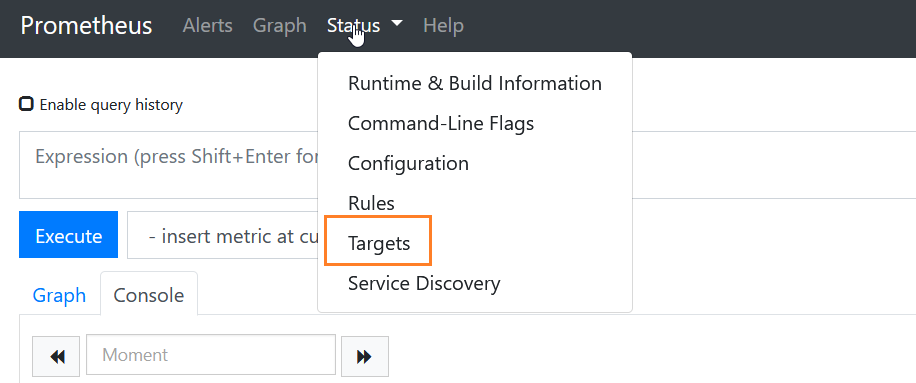 Prometheus Alerts Graph Status Help
Runtime & Build Information
Enable query history
Command-Line Flags
Expression (press Shift+Enter for
Configuration
Rules
Execute
- insert metric at cu
Targets
Service Discovery
Graph Console
Moment